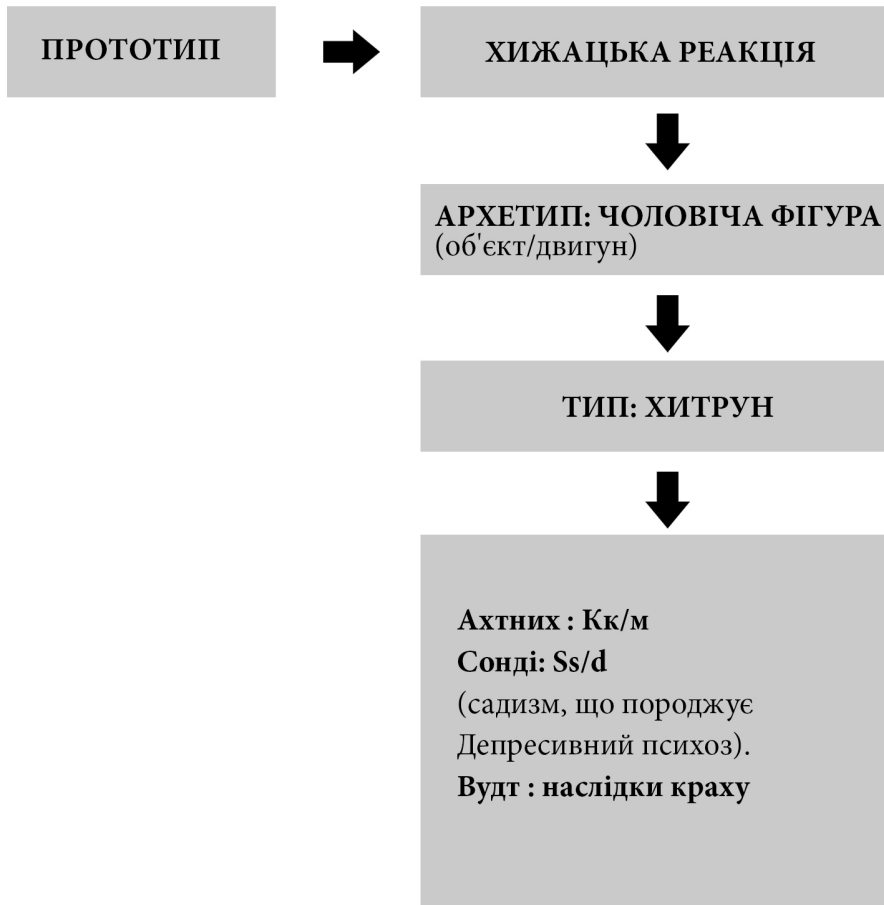 ПРОТОТИП
ХИЖАЦЬКА РЕАКЦІЯ
АРХЕТИП: ЧОЛОВІЧА ФІГУРА
(об'єкт/двигун)
ТИП: ХИТРУН
Ахтних : Кк/м
Сонді: Ss/d
(садизм, що породжує
Депресивний психоз).
Вудт : наслідки краху